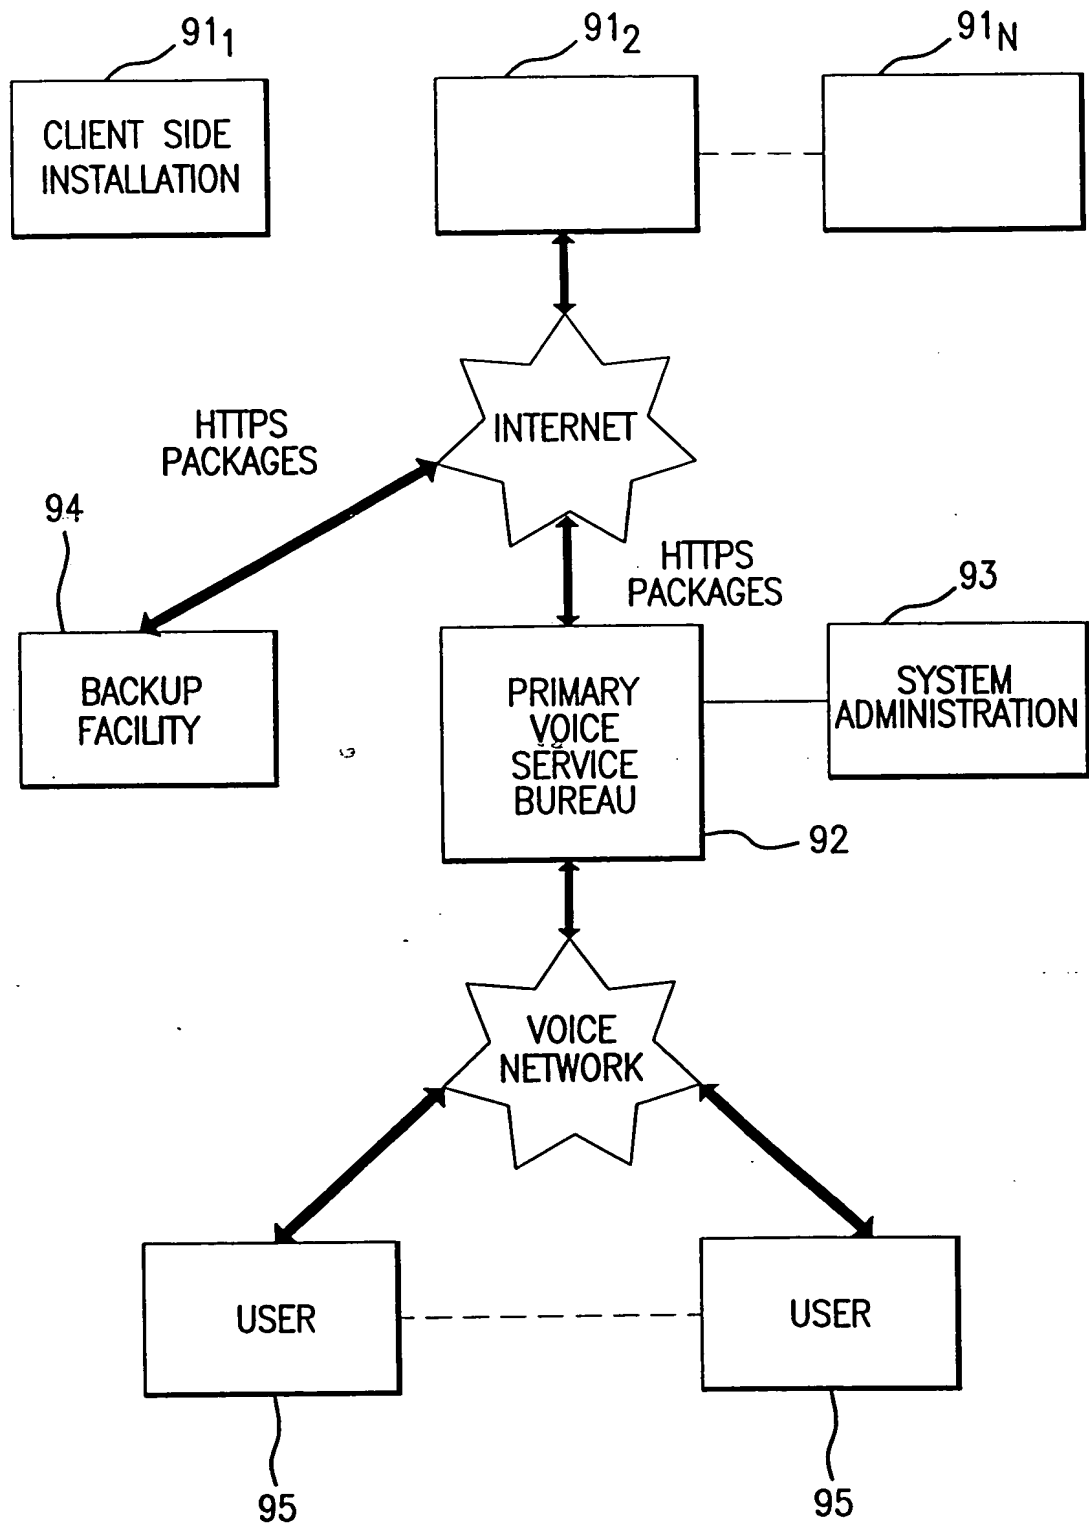 91₁
91₂
91N
CLIENT SIDE
INSTALLATION
INTERNET
HTTPS
PACKAGES
94
HTTPS
PACKAGES
93
BACKUP
FACILITY
PRIMARY
VOICE
SERVICE
BUREAU
SYSTEM
ADMINISTRATION
92
VOICE
NETWORK
USER
USER
95
95